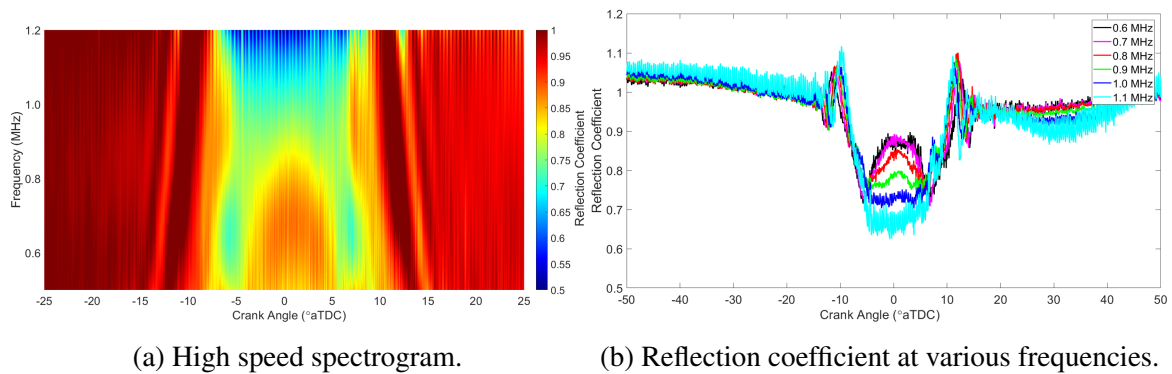 1.2
1.0
0.8
0.6
Frequency (MHz)
-25 -20 -15 -10 -5 0 5 10 15 20 25
Crank Angle (°aTDC)
1
0.95
0.9
0.85
0.8
0.75
0.7
0.65
0.6
0.55
0.5
Reflection Coefficient
(a) High speed spectrogram.
1.2
1.1
1
0.9
0.8
0.7
0.6
0.5
Reflection Coefficient
-50 -40 -30 -20 -10 0 10 20 30 40 50
Crank Angle (°aTDC)
0.6 MHz
0.7 MHz
0.8 MHz
0.9 MHz
1.0 MHz
1.1 MHz
(b) Reflection coefficient at various frequencies.